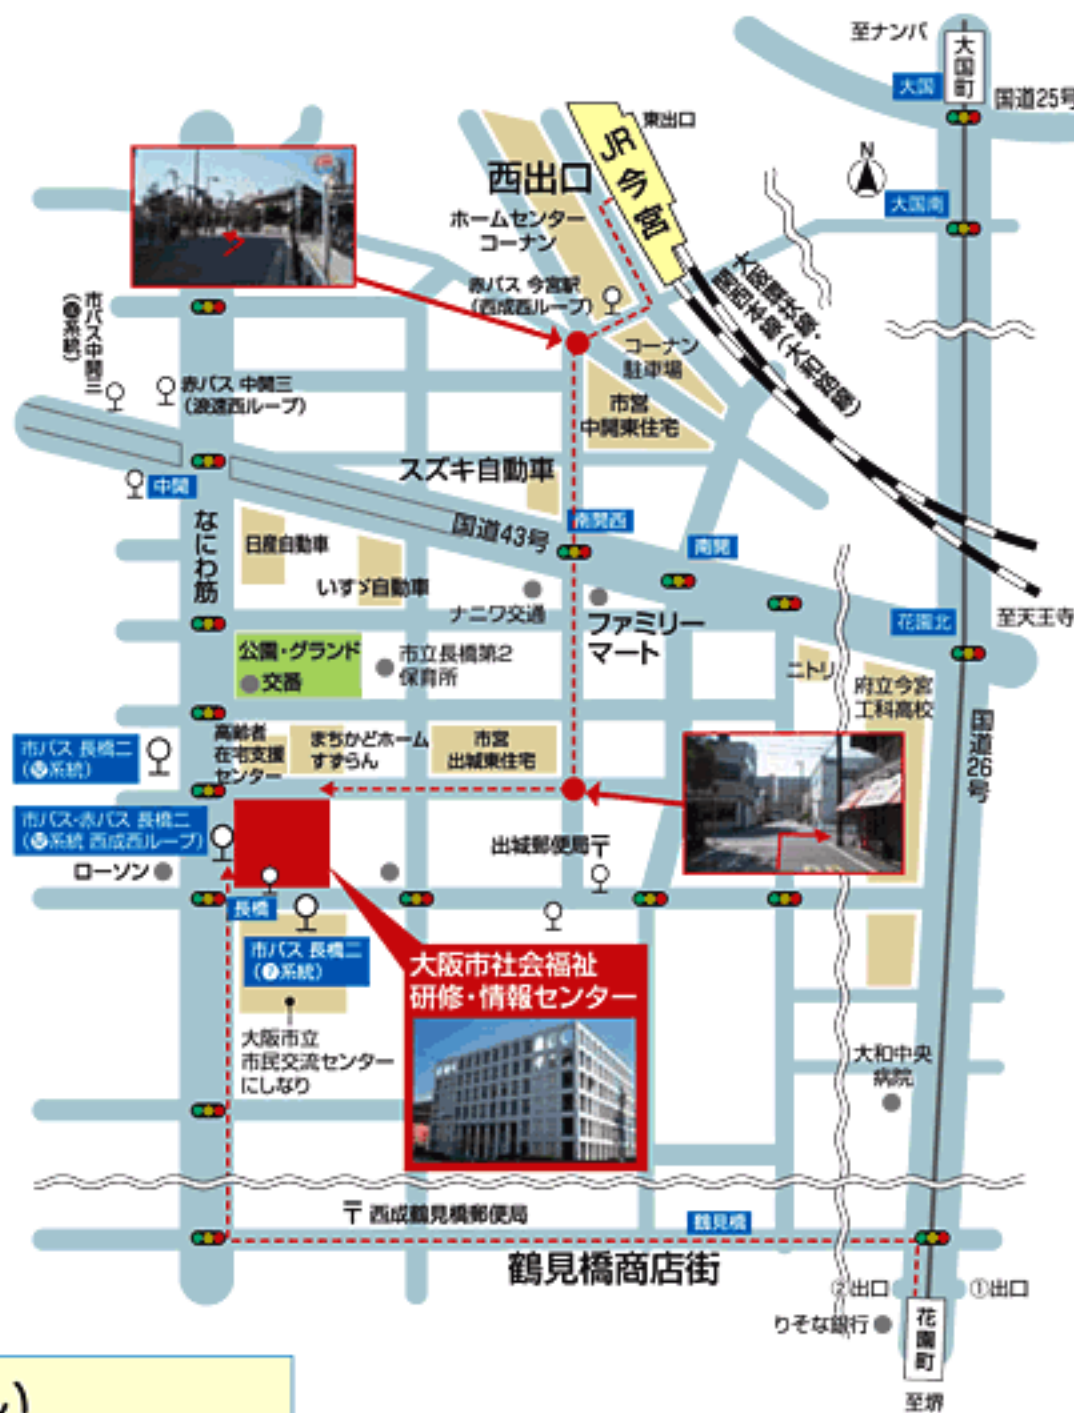 至ナンバ
大国町
大国
国道25号
東出口
JR今宮
西出口
N
大国南
ホームセンター
コーナン
赤バス 今宮駅
(西成西ループ)
大阪環状線・
関西本線(大和路線)
市バス中開三
コーナン
駐車場
赤バス 中開三
(浪速西ループ)
市営
中開東住宅
スズキ自動車
中開
なにわ筋
国道43号
南開西
南開
日産自動車
いすゞ自動車
ナニワ交通
ファミリー
マート
花園北
至天王寺
公園・グランド
交番
市立長橋第2
保育所
ニトリ
府立今宮
工科高校
国道26号
高齢者
在宅支援
センター
まちかどホーム
すずらん
市営
出城東住宅
市バス 長橋二
系統)
市バス・赤バス 長橋二
系統 西成西ループ)
ローソン
出城郵便局〒
長橋
市バス 長橋二
(❼系統)
大阪市社会福祉
研修・情報センター
大阪市立
市民交流センター
にしなり
大和中央
病院
〒 西成鶴見橋郵便局
鶴見橋
鶴見橋商店街
②出口
①出口
りそな銀行
花園町
至堺